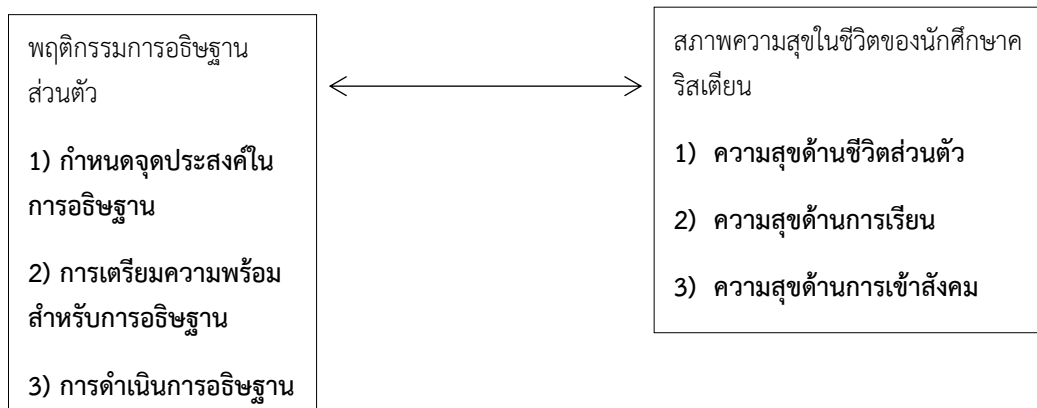 พฤติกรรมการอธิษฐาน
ส่วนตัว
1) กำหนดจุดประสงค์ใน
การอธิษฐาน
2) การเตรียมความพร้อม
สำหรับการอธิษฐาน
3) การดำเนินการอธิษฐาน
สภาพความสุขในชีวิตของนักศึกษาค
ริสเตียน
1) ความสุขด้านชีวิตส่วนตัว
2) ความสุขด้านการเรียน
3) ความสุขด้านการเข้าสังคม